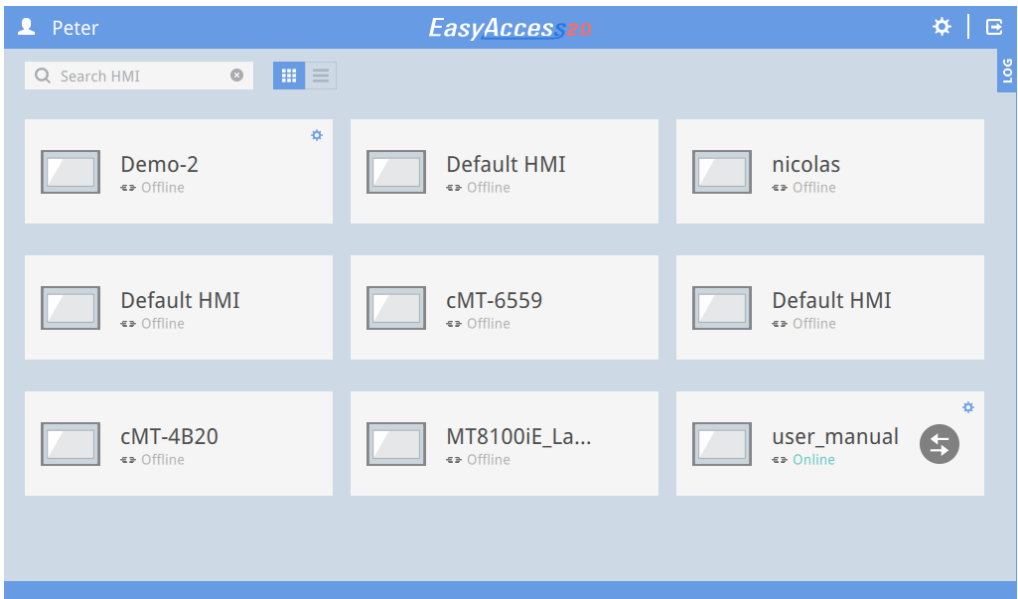 Peter
EasyAccess2.0
LOG
Search HMI
Demo-2
Offline
Default HMI
Offline
nicolas
Offline
Default HMI
Offline
cMT-6559
Offline
Default HMI
Offline
cMT-4B20
Offline
MT8100iE_La...
Offline
user_manual
Online